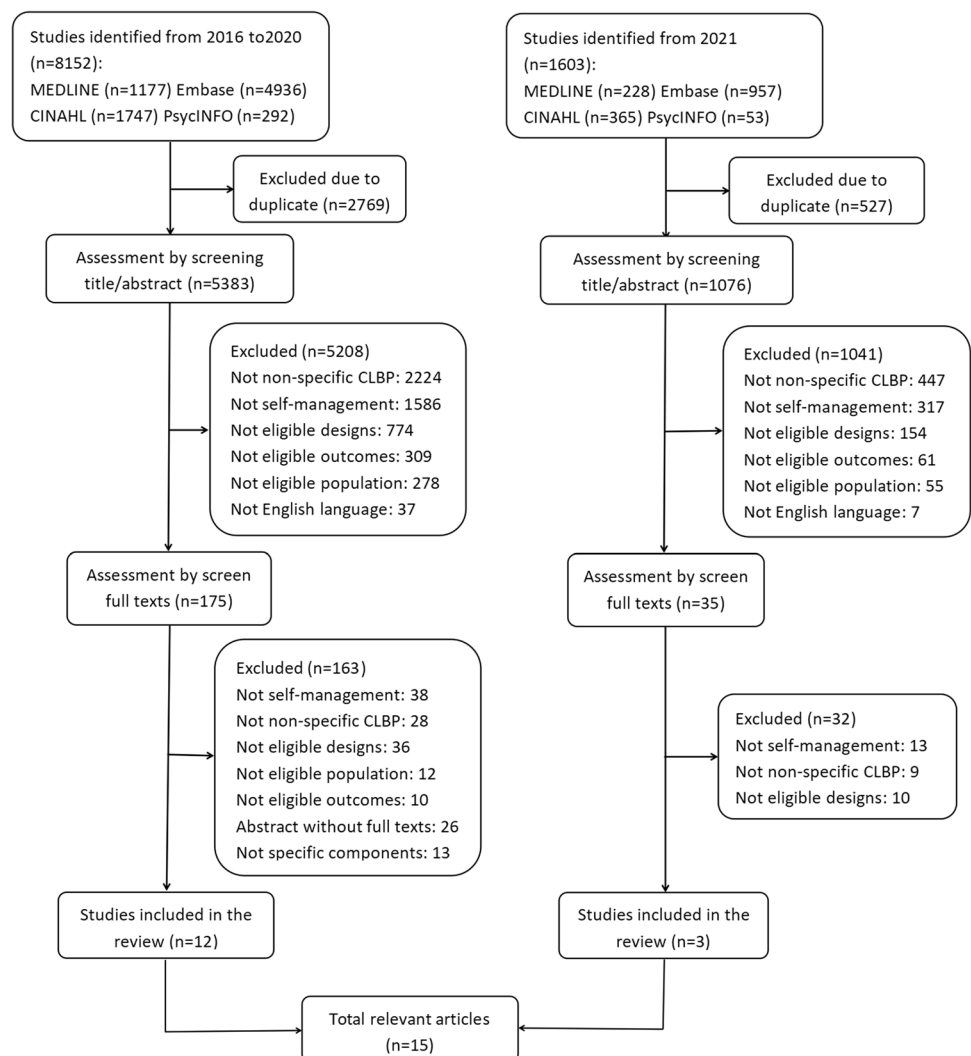 Studies identified from 2016 to2020
(n=8152):
MEDLINE (n=1177) Embase (n=4936)
CINAHL (n=1747) PsycINFO (n=292)
Excluded due to
duplicate (n=2769)
Assessment by screening
title/abstract (n=5383)
Excluded (n=5208)
Not non-specific CLBP: 2224
Not self-management: 1586
Not eligible designs: 774
Not eligible outcomes: 309
Not eligible population: 278
Not English language: 37
Assessment by screen
full texts (n=175)
Excluded (n=163)
Not self-management: 38
Not non-specific CLBP: 28
Not eligible designs: 36
Not eligible population: 12
Not eligible outcomes: 10
Abstract without full texts: 26
Not specific components: 13
Studies included in the
review (n=12)
Studies identified from 2021
(n=1603):
MEDLINE (n=228) Embase (n=957)
CINAHL (n=365) PsycINFO (n=53)
Excluded due to
duplicate (n=527)
Assessment by screening
title/abstract (n=1076)
Excluded (n=1041)
Not non-specific CLBP: 447
Not self-management: 317
Not eligible designs: 154
Not eligible outcomes: 61
Not eligible population: 55
Not English language: 7
Assessment by screen
full texts (n=35)
Excluded (n=32)
Not self-management: 13
Not non-specific CLBP: 9
Not eligible designs: 10
Studies included in the
review (n=3)
Total relevant articles
(n=15)